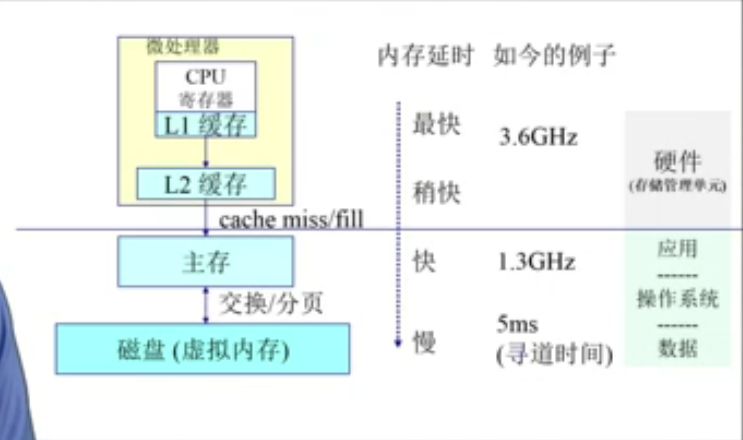 微处理器
CPU
寄存器
L1 缓存
L2 缓存
cache miss/fill
主存
交换/分页
磁盘 (虚拟内存)
内存延时 如今的例子
最快
3.6GHz
稍快
快
1.3GHz
慢
5ms
(寻道时间)
硬件
(存储管理单元)
应用
------
操作系统
------
数据